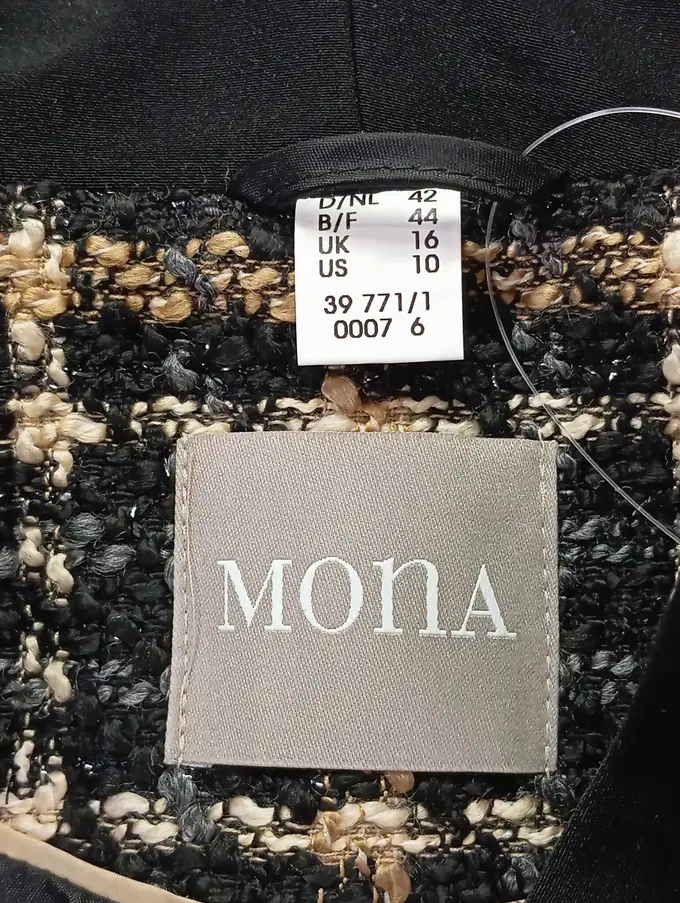 D/NL 42
B/F 44
UK 16
US 10
39 771/1
0007 6
MONA